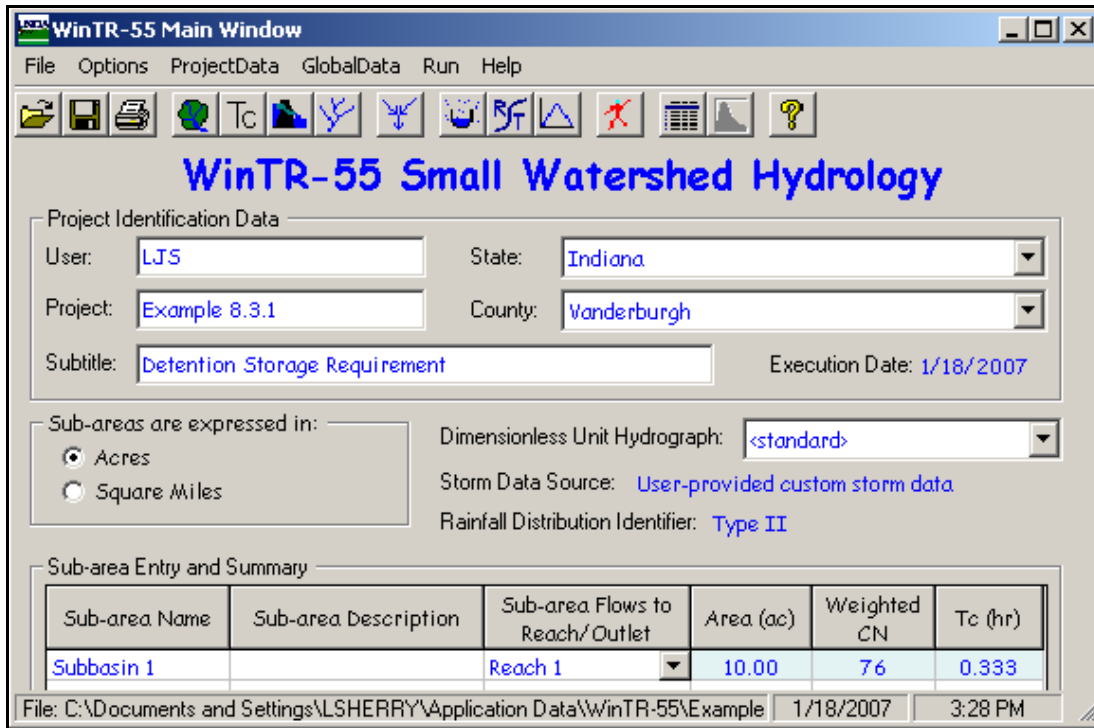 WinTR-55 Main Window
File Options ProjectData GlobalData Run Help
Tc RFT ?
WinTR-55 Small Watershed Hydrology
Project Identification Data
User: LJS State: Indiana
Project: Example 8.3.1 County: Vanderburgh
Subtitle: Detention Storage Requirement Execution Date: 1/18/2007
Sub-areas are expressed in:
Acres
Square Miles
Dimensionless Unit Hydrograph: <standard>
Storm Data Source: User-provided custom storm data
Rainfall Distribution Identifier: Type II
Sub-area Entry and Summary
Sub-area Name Sub-area Description Sub-area Flows to Reach/Outlet Area (ac) Weighted CN Tc (hr)
Subbasin 1 Reach 1 10.00 76 0.333
File: C:\Documents and Settings\LSHERRY\Application Data\WinTR-55\Example 1/18/2007 3:28 PM